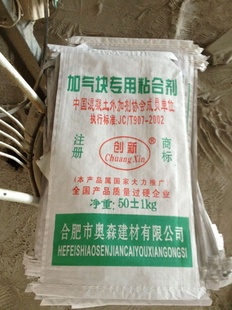 加气块专用粘合剂
中国混凝土外加剂协会成员单位
执行标准:JC/T907-2002
注册 创新 ChuangXin 商标
(本产品属国家大力推广)
全国产品质量过硬企业
净重:50±1kg
合肥市奥森建材有限公司
HEFEISHIAOSENJIANCAIYOUXIANGONGSI